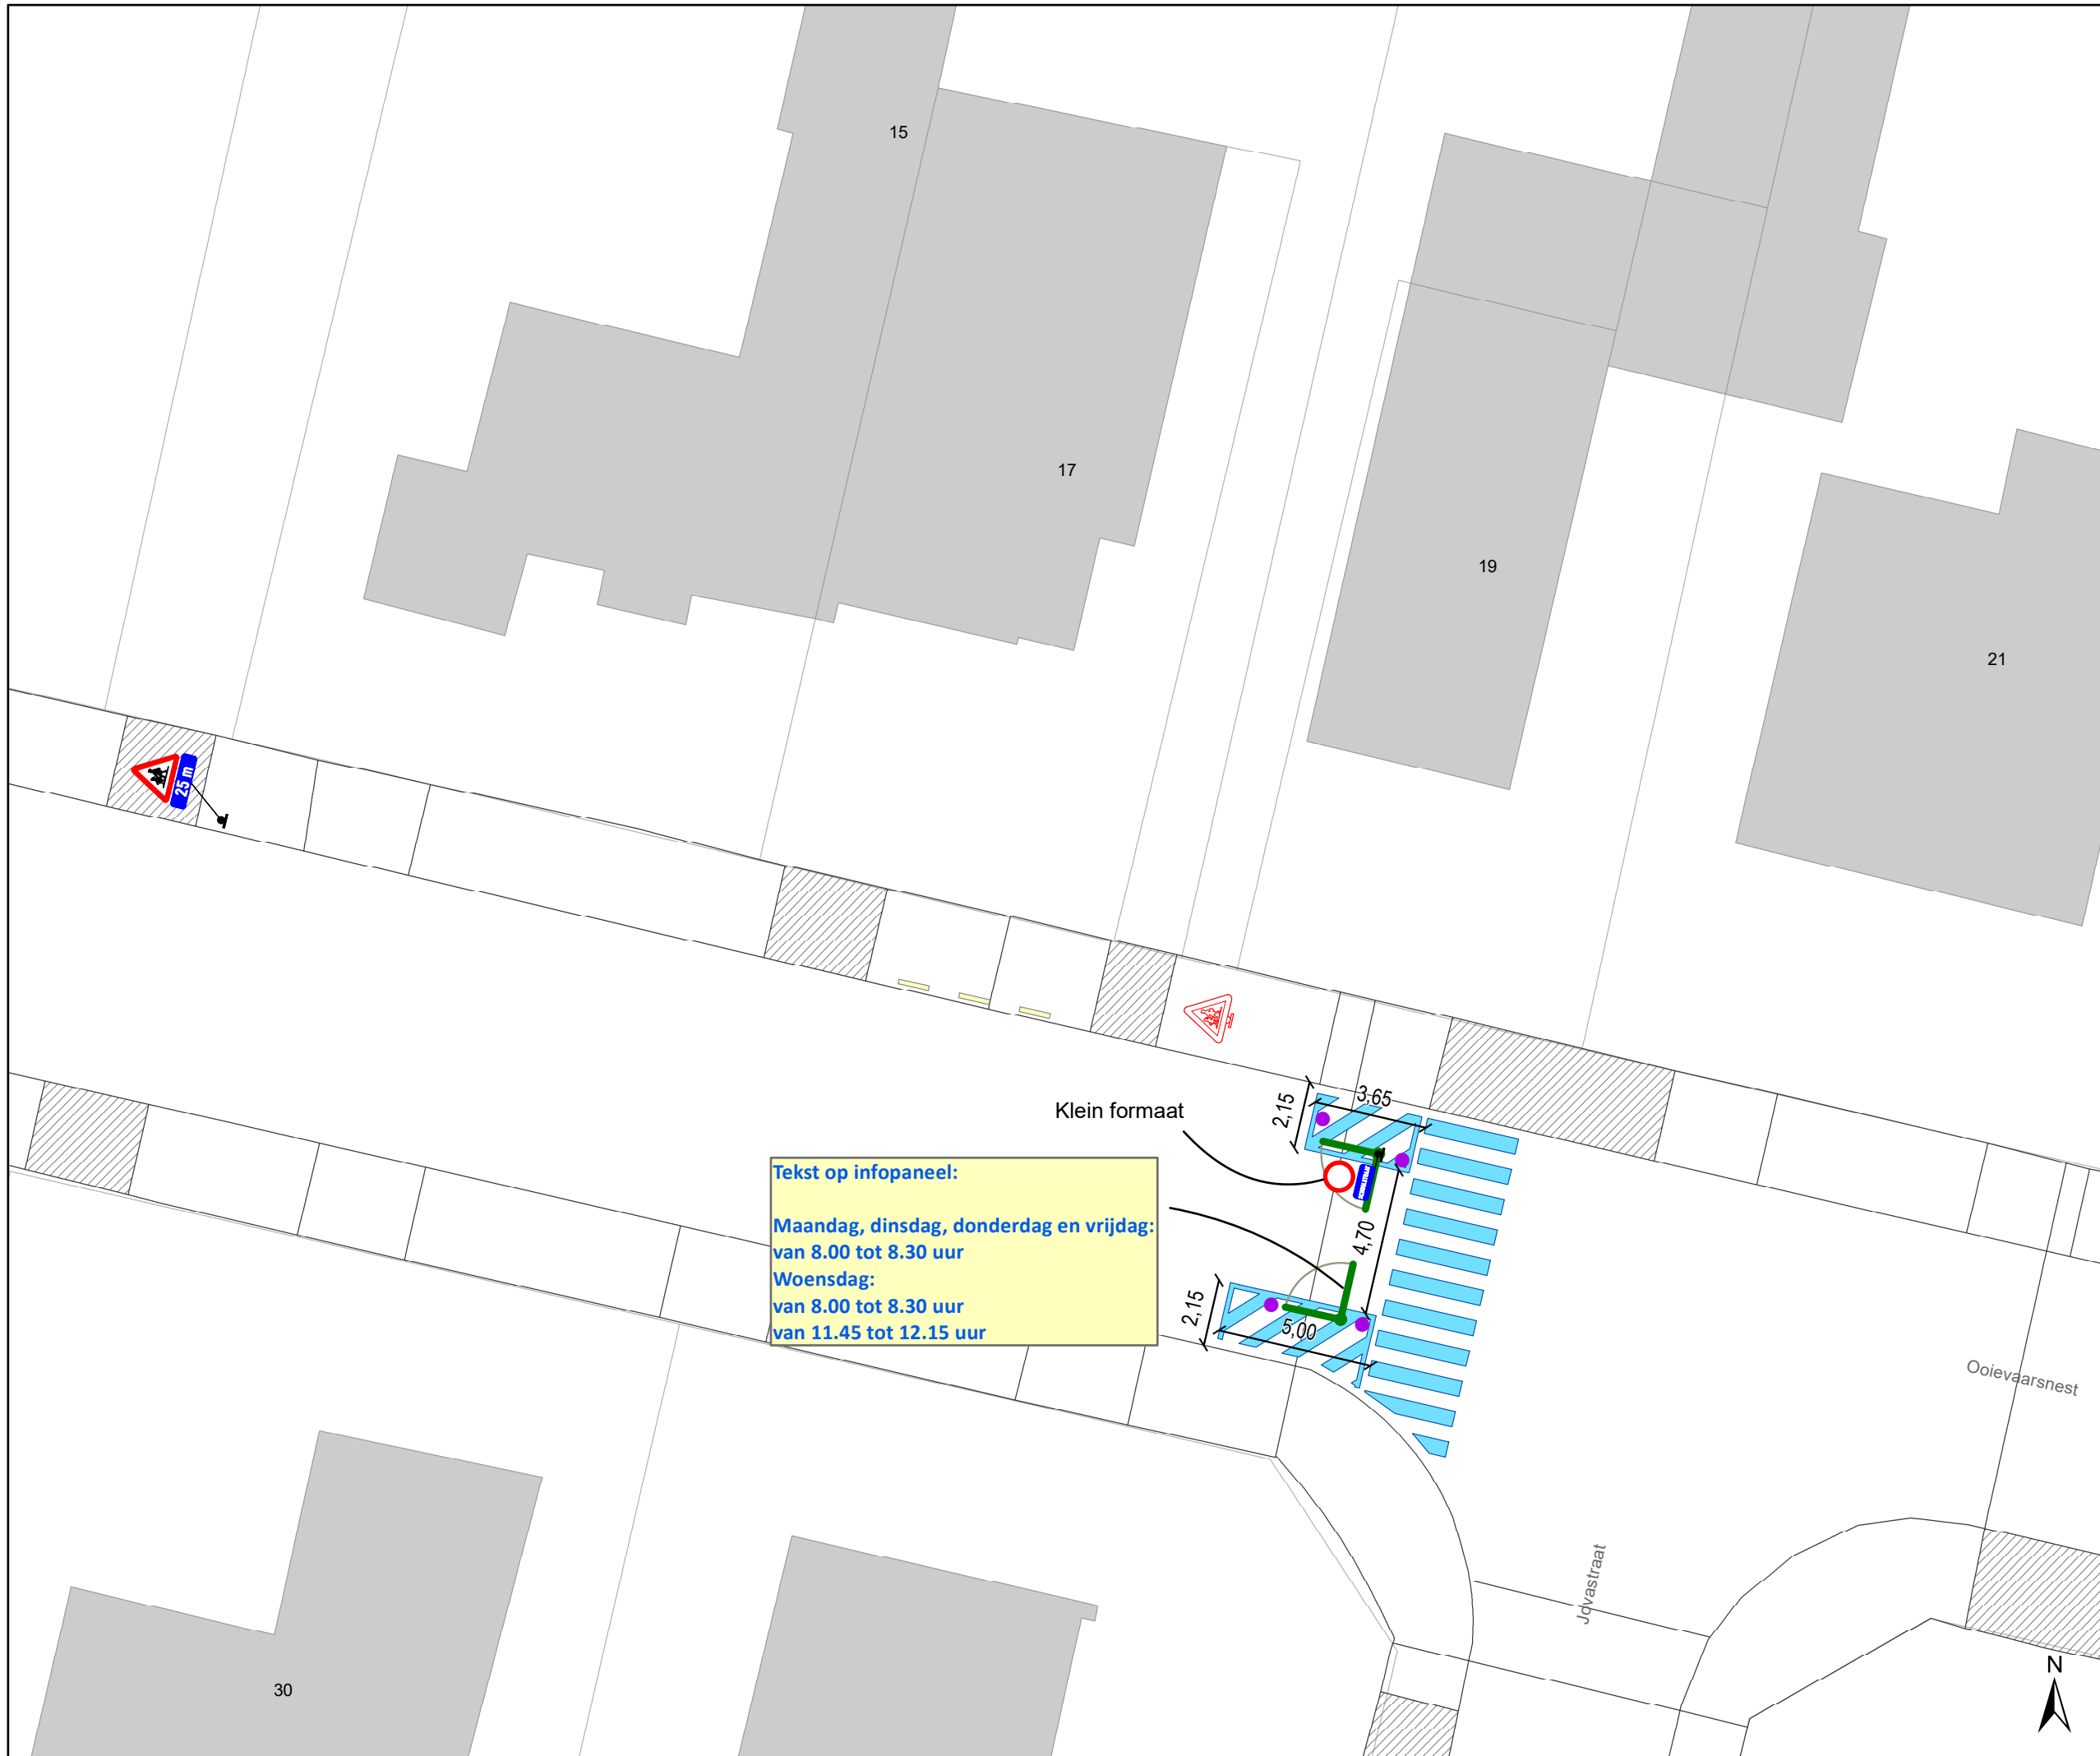 15
17
19
21
25 m
3,65
2,15
Klein formaat
Tekst op infopaneel:
Maandag, dinsdag, donderdag en vrijdag:
van 8.00 tot 8.30 uur
Woensdag:
van 8.00 tot 8.30 uur
van 11.45 tot 12.15 uur
4,70
2,15
5,00
Ooievaarsnest
Jovastraat
30
N